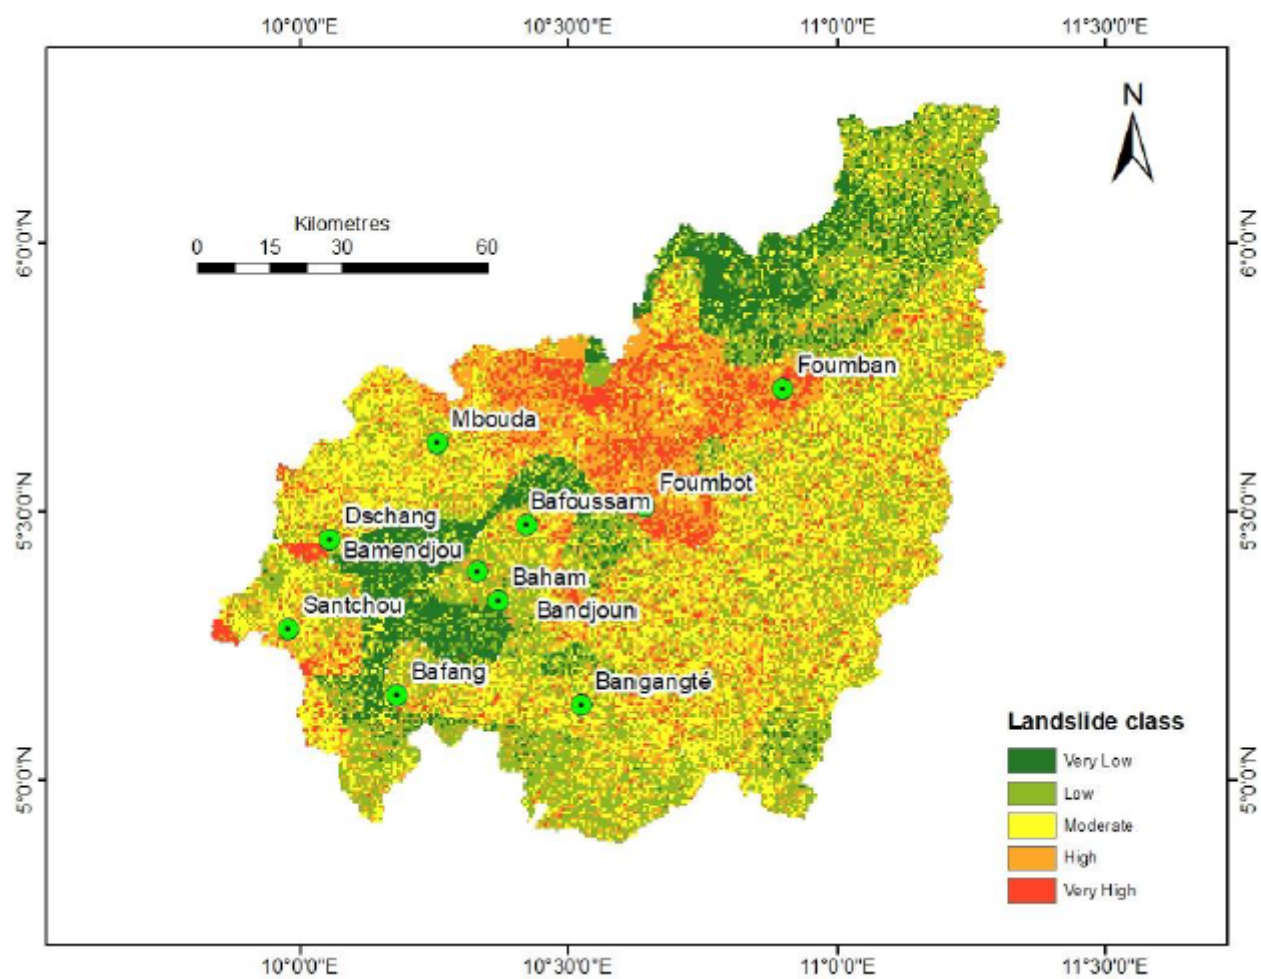 10°0'0"E 10°30'0"E 11°0'0"E 11°30'0"E
N
Kilometres
0 15 30 60
6°0'0"N 6°0'0"N
Foumban
Mbouda
Foumbot
Bafoussam
5°30'0"N 5°30'0"N
Dschang
Bamendjou
Baham
Santchou
Bandjoun
Bafang
Bangangté
Landslide class
Very Low
5°0'0"N 5°0'0"N
Low
Moderate
High
Very High
10°0'0"E 10°30'0"E 11°0'0"E 11°30'0"E